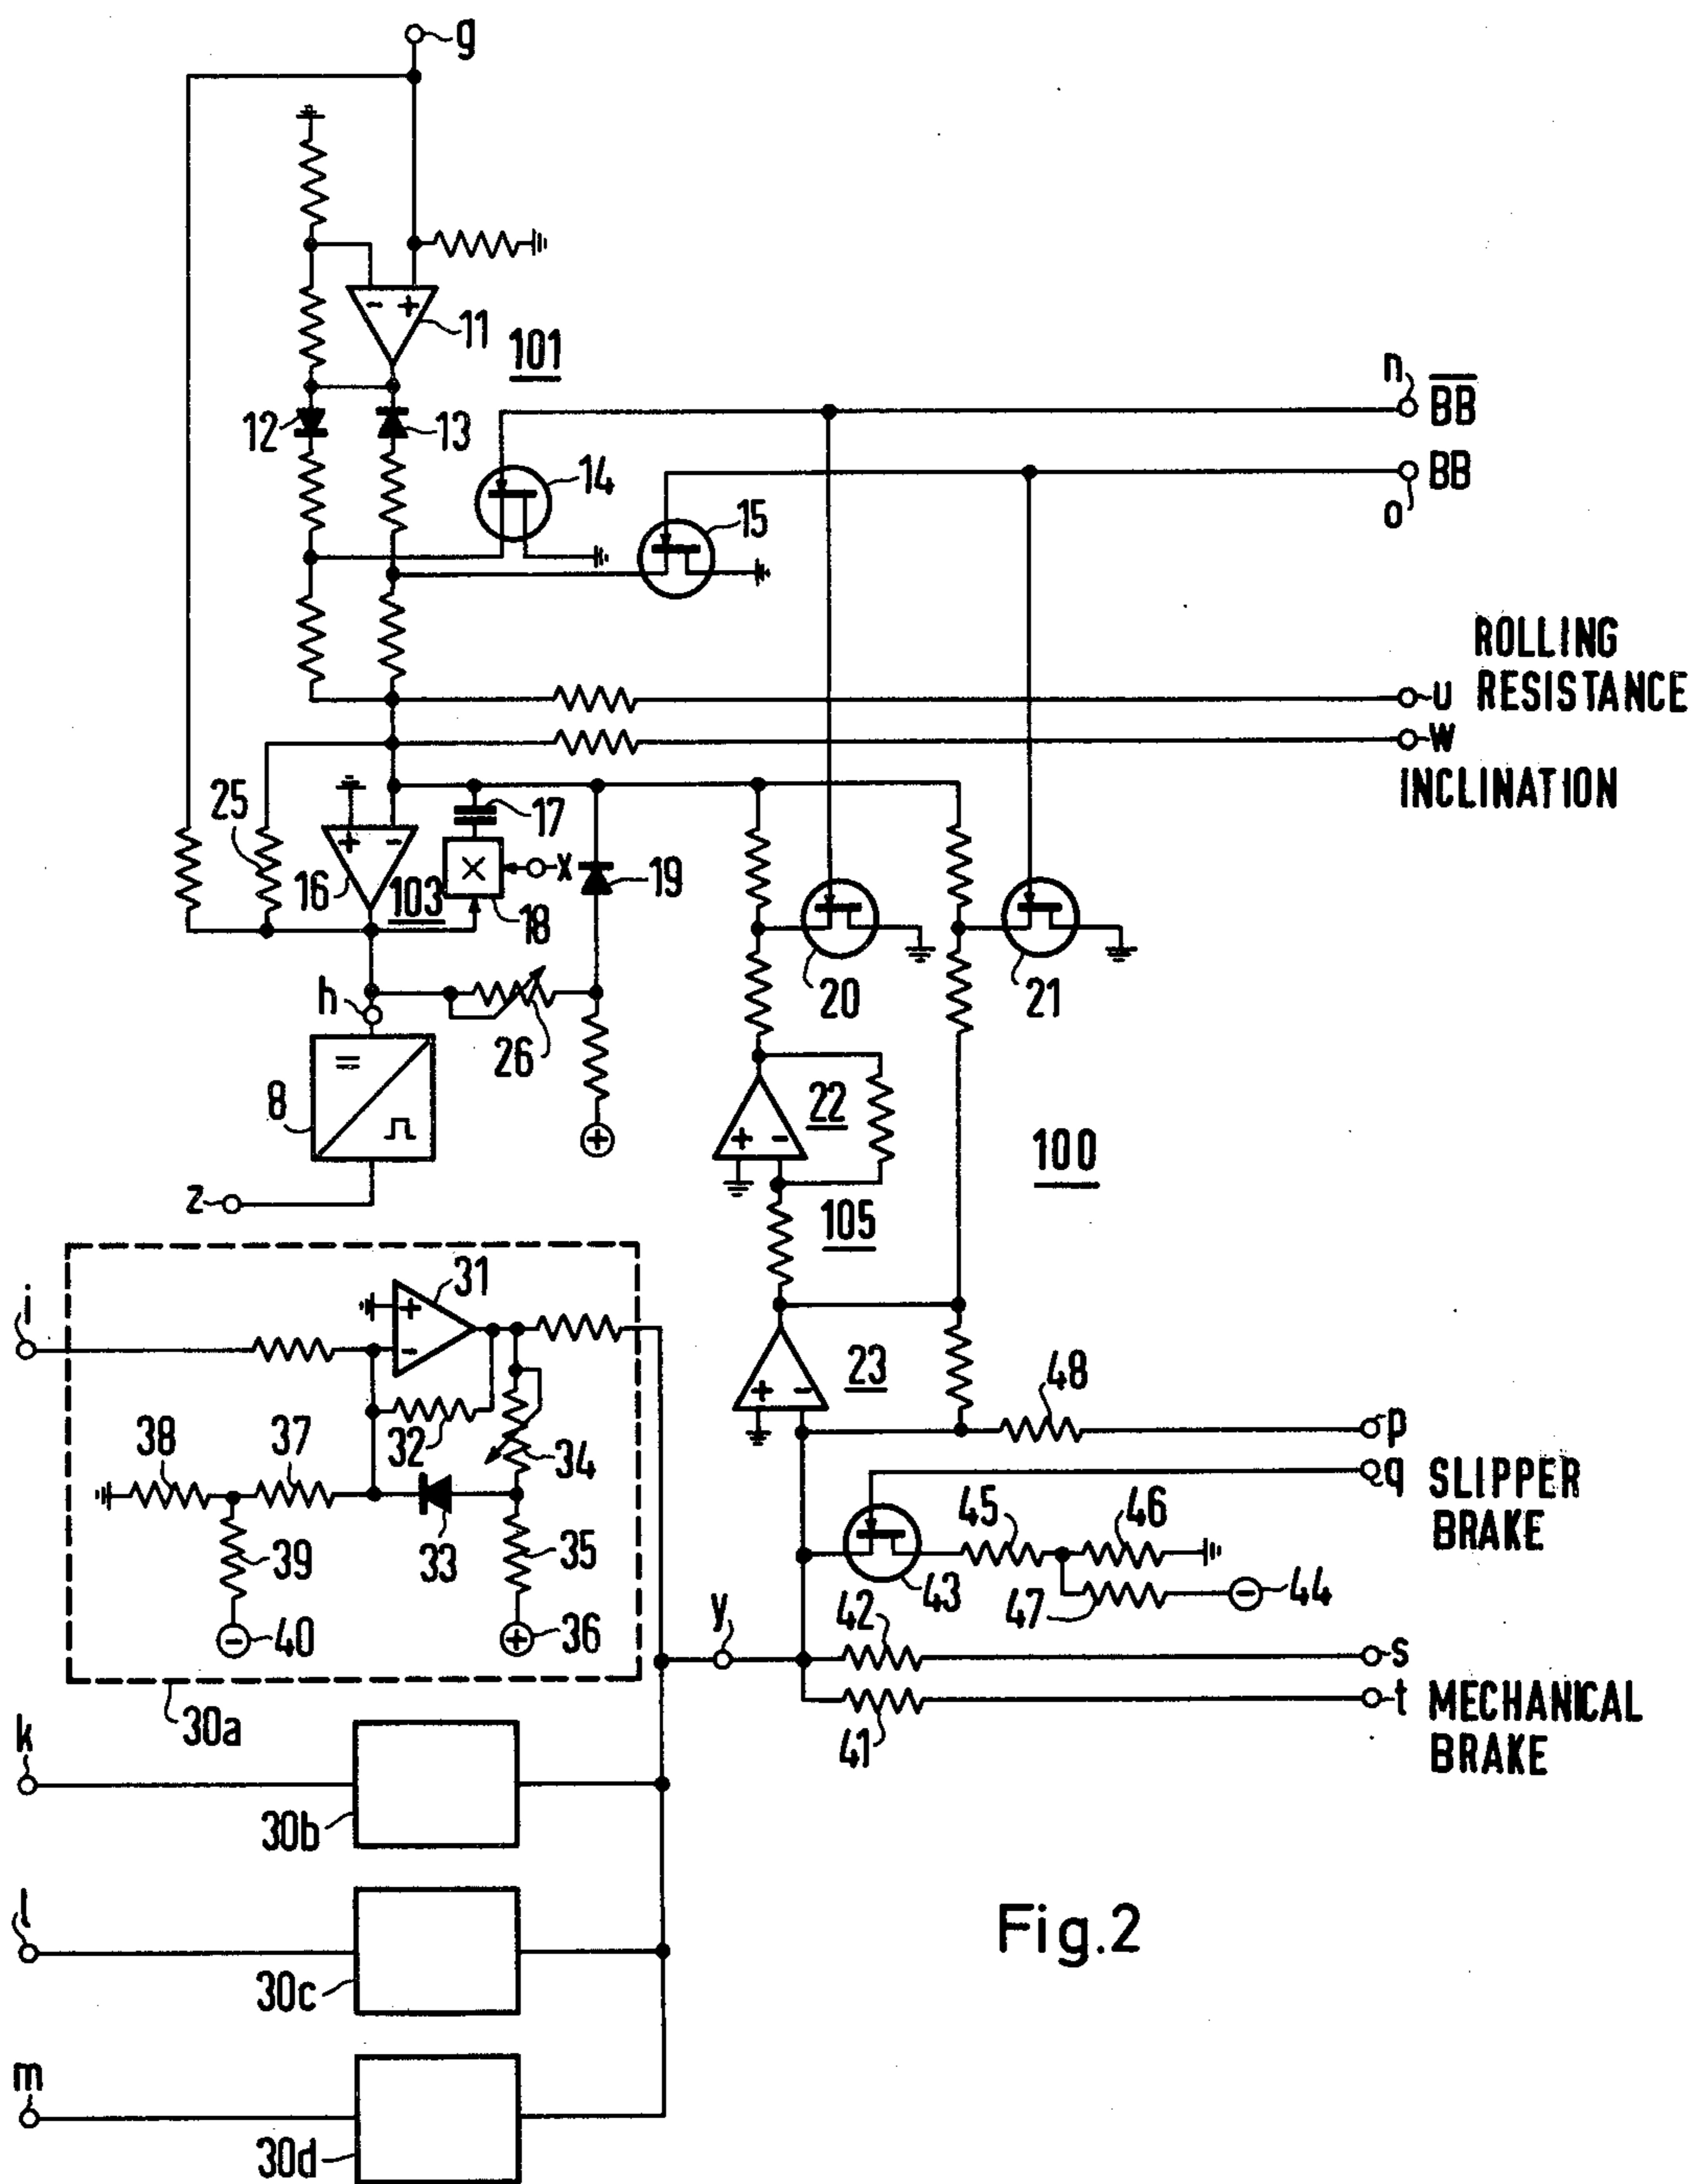 g
- +
11
101
n
BB
12
13
14
BB
o
15
ROLLING
u RESISTANCE
w
INCLINATION
25
17
+ -
16
103
x
18
19
20
21
h
26
8
=
+
22
+ -
z
105
100
i
31
+
-
23
+ -
48
p
q SLIPPER
BRAKE
38
37
32
34
45
46
39
33
35
43
47
44
-
- 40
+ 36
y
42
s
t MECHANICAL
BRAKE
41
30a
k
30b
l
30c
Fig.2
m
30d